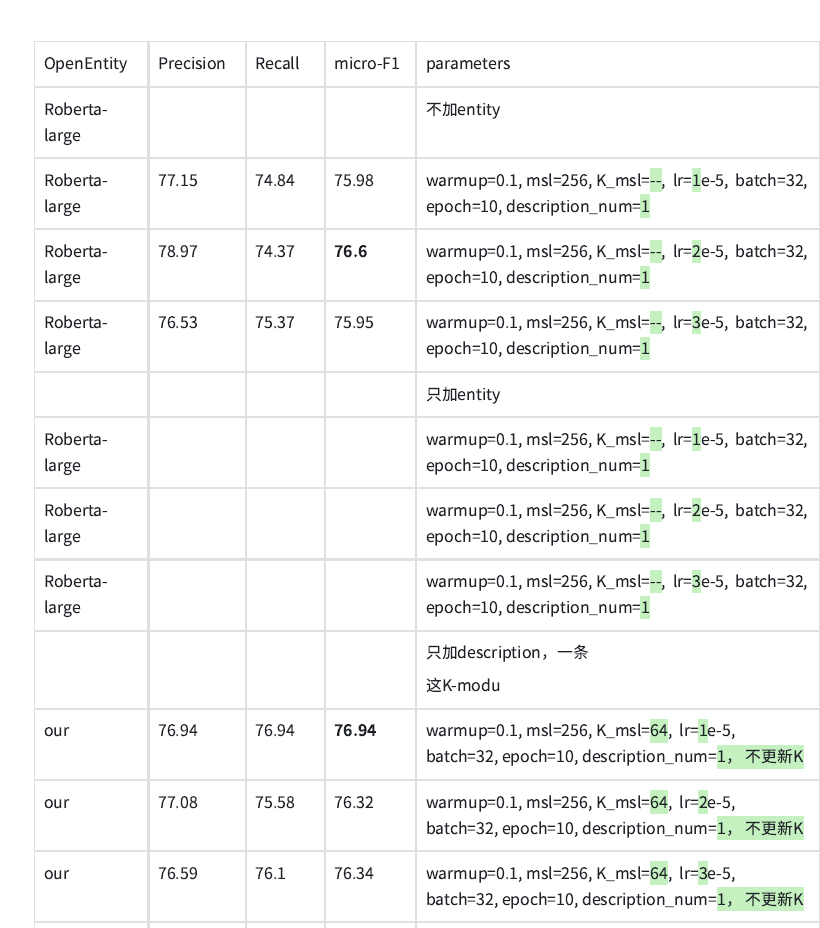 OpenEntity Precision Recall micro-F1 parameters
Roberta- 不加entity
large
Roberta- 77.15 74.84 75.98 warmup=0.1, msl=256, K_msl=--, lr=1e-5, batch=32,
large epoch=10, description_num=1
Roberta- 78.97 74.37 76.6 warmup=0.1, msl=256, K_msl=--, lr=2e-5, batch=32,
large epoch=10, description_num=1
Roberta- 76.53 75.37 75.95 warmup=0.1, msl=256, K_msl=--, lr=3e-5, batch=32,
large epoch=10, description_num=1
只加entity
Roberta- warmup=0.1, msl=256, K_msl=--, lr=1e-5, batch=32,
large epoch=10, description_num=1
Roberta- warmup=0.1, msl=256, K_msl=--, lr=2e-5, batch=32,
large epoch=10, description_num=1
Roberta- warmup=0.1, msl=256, K_msl=--, lr=3e-5, batch=32,
large epoch=10, description_num=1
只加description，一条
这K-modu
our 76.94 76.94 76.94 warmup=0.1, msl=256, K_msl=64, lr=1e-5,
batch=32, epoch=10, description_num=1， 不更新K
our 77.08 75.58 76.32 warmup=0.1, msl=256, K_msl=64, lr=2e-5,
batch=32, epoch=10, description_num=1， 不更新K
our 76.59 76.1 76.34 warmup=0.1, msl=256, K_msl=64, lr=3e-5,
batch=32, epoch=10, description_num=1， 不更新K